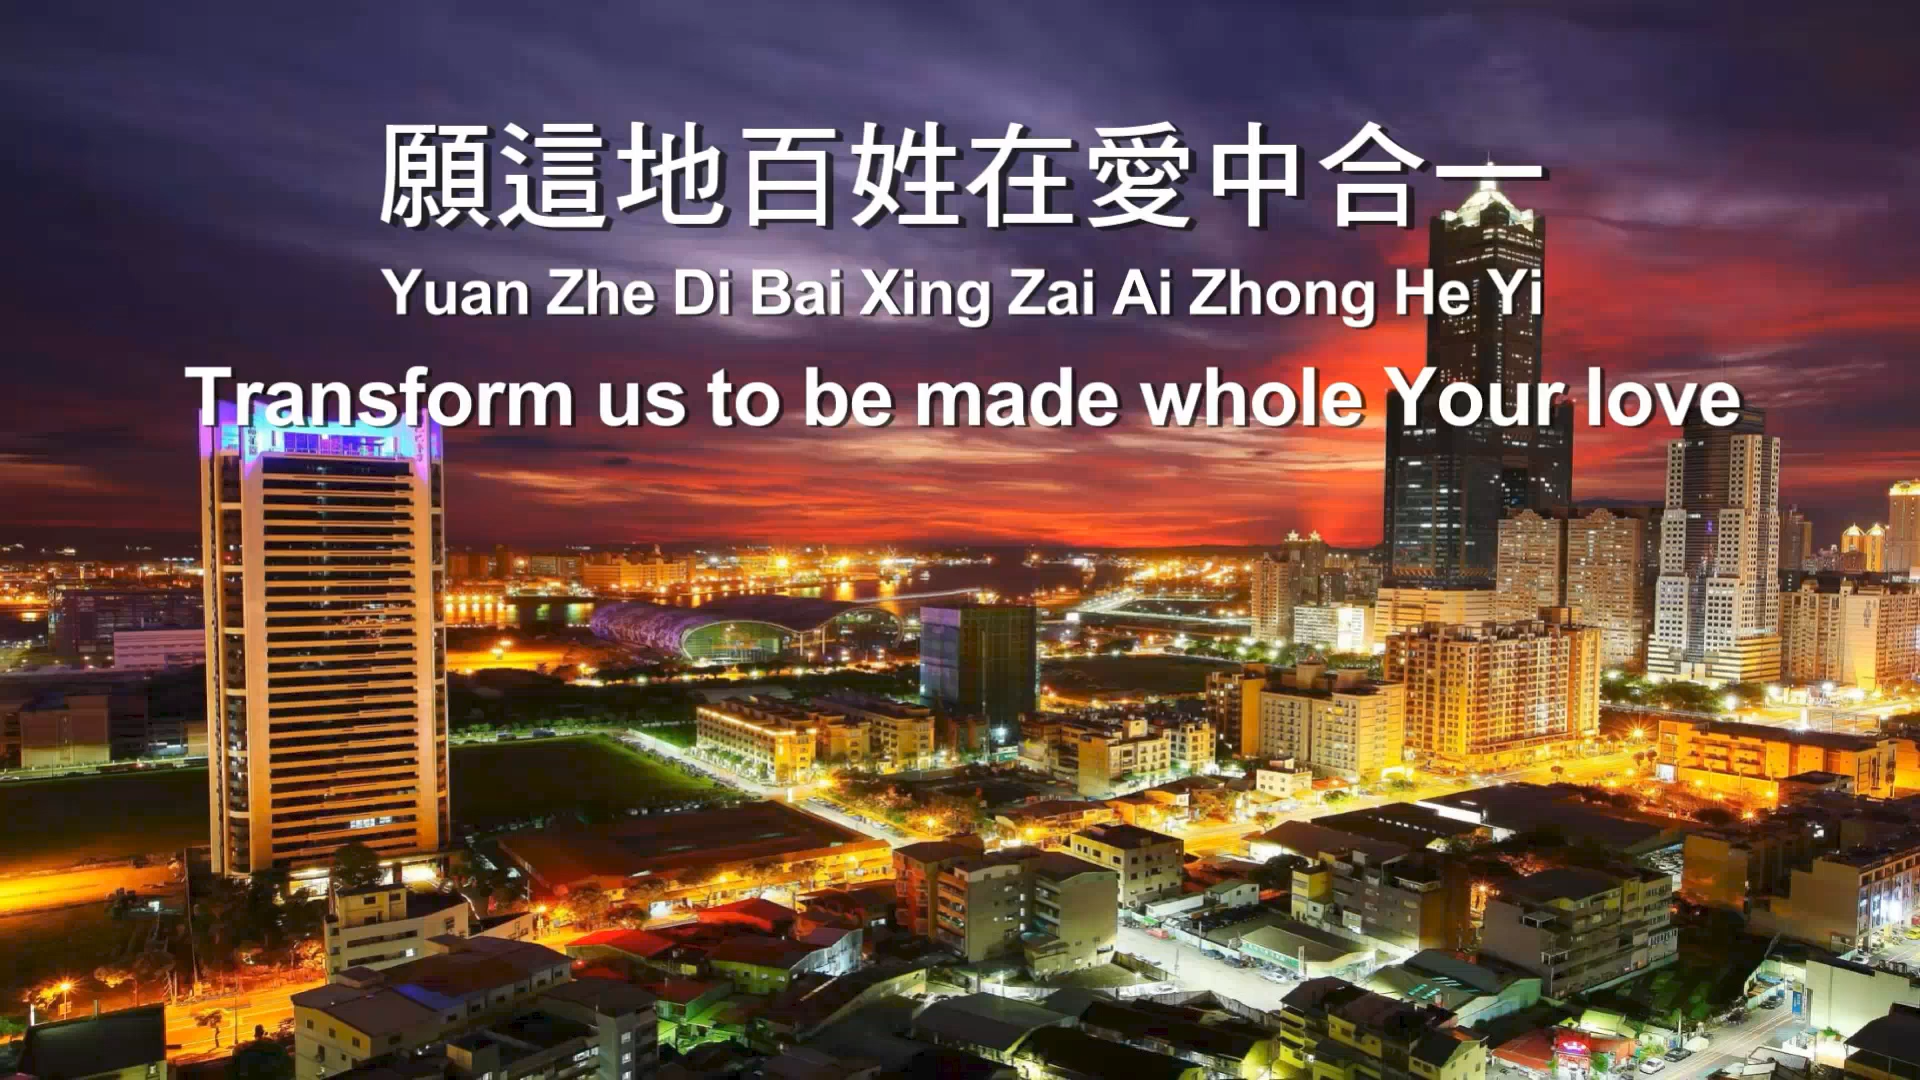 願這地百姓在愛中合一
Yuan Zhe Di Bai Xing Zai Ai Zhong He Yi
Transform us to be made whole Your love